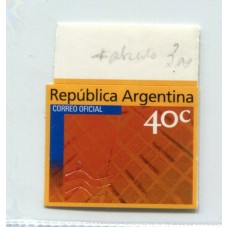 República Argentina
CORREO OFICIAL
40c